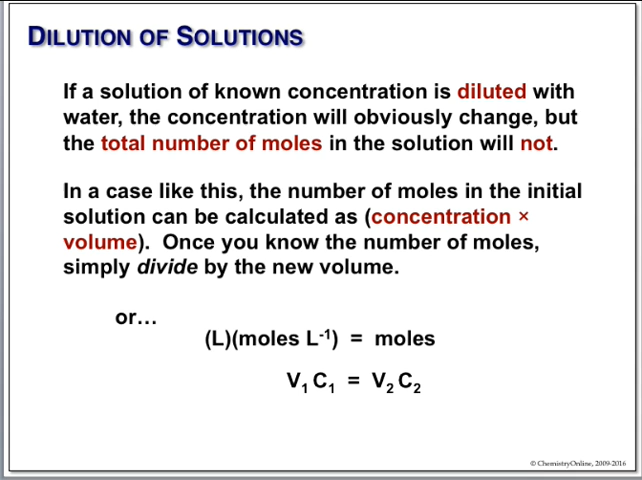 DILUTION OF SOLUTIONS
If a solution of known concentration is diluted with
water, the concentration will obviously change, but
the total number of moles in the solution will not.
In a case like this, the number of moles in the initial
solution can be calculated as (concentration ×
volume). Once you know the number of moles,
simply divide by the new volume.
or…
(L)(moles L⁻¹) = moles
V₁ C₁ = V₂ C₂
© ChemistryOnline, 2009-2016